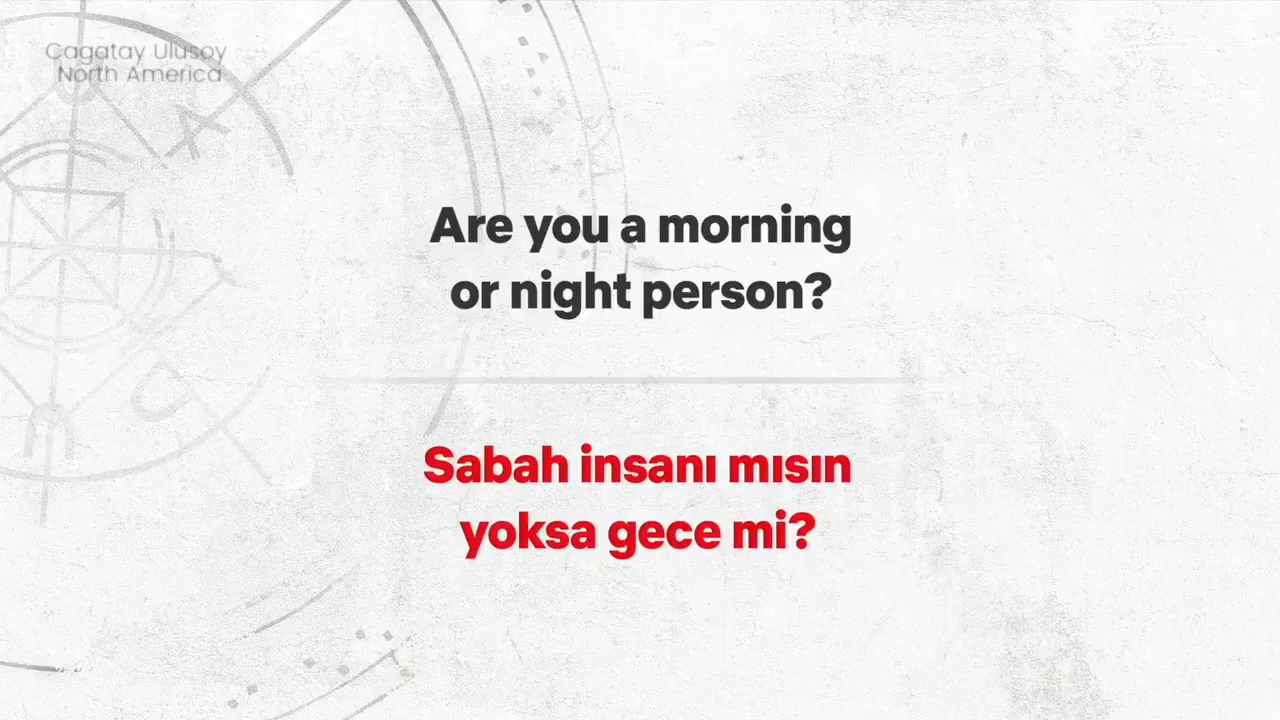 Cagatay Ulusoy
North America
Are you a morning
or night person?
Sabah insanı mısın
yoksa gece mi?